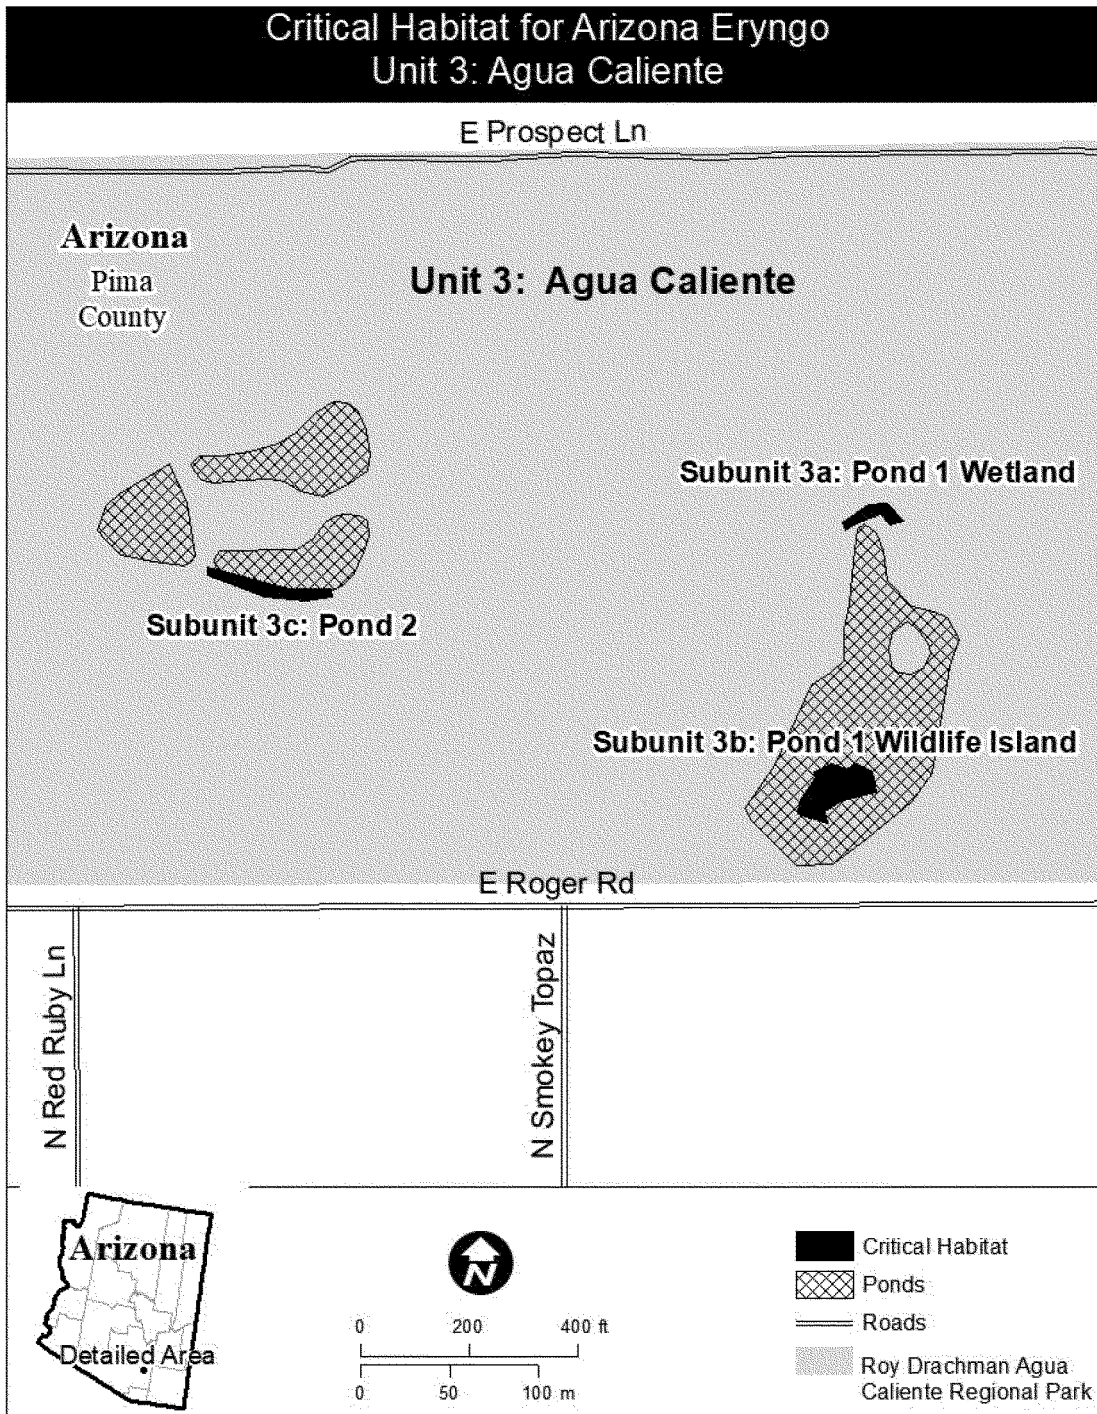 Critical Habitat for Arizona Eryngo
Unit 3: Agua Caliente
E Prospect Ln
Arizona
Pima
County
Unit 3: Agua Caliente
Subunit 3a: Pond 1 Wetland
Subunit 3c: Pond 2
Subunit 3b: Pond 1 Wildlife Island
E Roger Rd
N Red Ruby Ln
N Smokey Topaz
Arizona
Detailed Area
N
0 200 400 ft
0 50 100 m
Critical Habitat
Ponds
Roads
Roy Drachman Agua
Caliente Regional Park